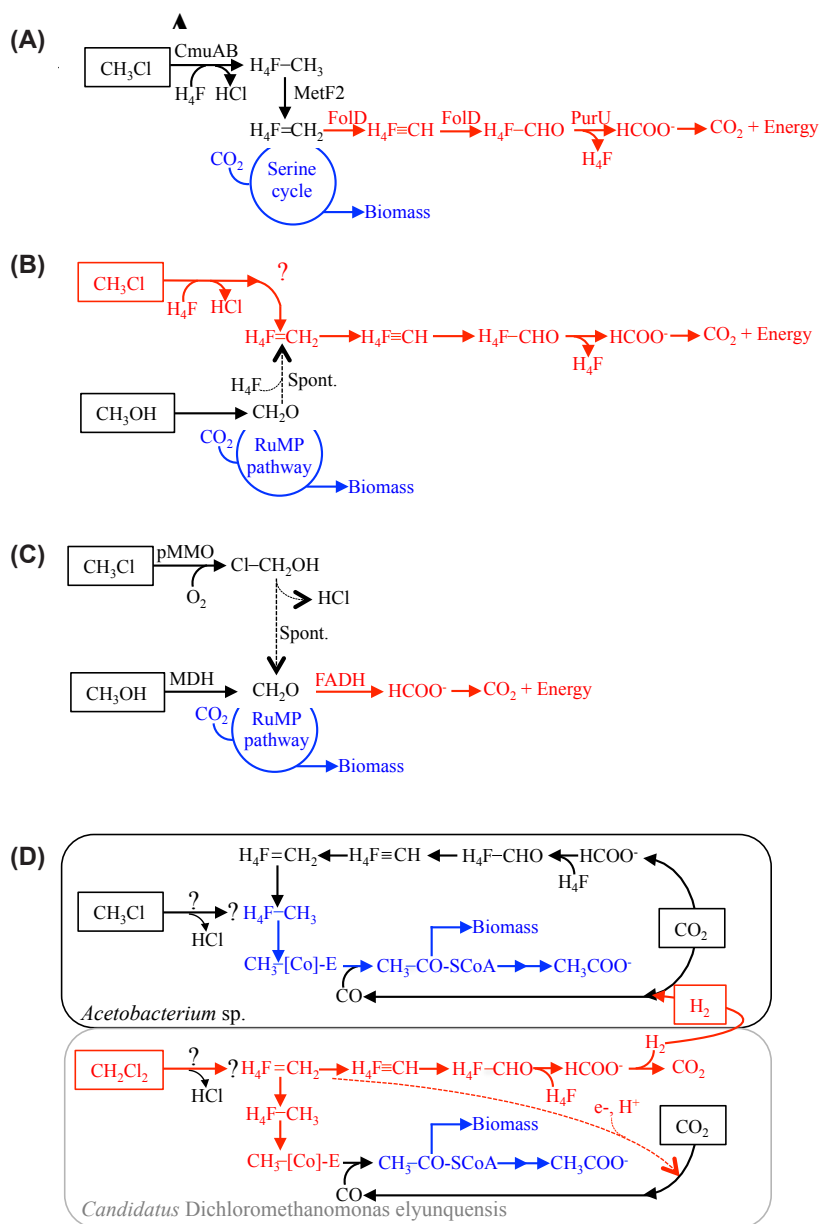 (A)
CmuAB
CH₃Cl
H₄F
HCl
H₄F–CH₃
MetF2
H₄F=CH₂
FolD
H₄F≡CH
FolD
H₄F–CHO
PurU
H₄F
HCOO⁻
CO₂ + Energy
CO₂
Serine
cycle
Biomass
(B)
CH₃Cl
H₄F
HCl
?
H₄F=CH₂
H₄F≡CH
H₄F–CHO
H₄F
HCOO⁻
CO₂ + Energy
H₄F
Spont.
CH₃OH
CH₂O
CO₂
RuMP
pathway
Biomass
(C)
pMMO
CH₃Cl
O₂
Cl–CH₂OH
HCl
Spont.
MDH
CH₃OH
CH₂O
FADH
HCOO⁻
CO₂ + Energy
CO₂
RuMP
pathway
Biomass
(D)
H₄F=CH₂
H₄F≡CH
H₄F–CHO
H₄F
HCOO⁻
CH₃Cl
?
HCl
?
H₄F–CH₃
Biomass
CO₂
CH₃–[Co]-E
CH₃–CO-SCoA
CH₃COO⁻
CO
H₂
Acetobacterium sp.
CH₂Cl₂
?
HCl
?
H₄F=CH₂
H₄F≡CH
H₄F–CHO
H₄F
HCOO⁻
H₂
CO₂
H₄F–CH₃
e-, H⁺
Biomass
CO₂
CH₃–[Co]-E
CH₃–CO-SCoA
CH₃COO⁻
CO
Candidatus Dichloromethanomonas elyunquensis